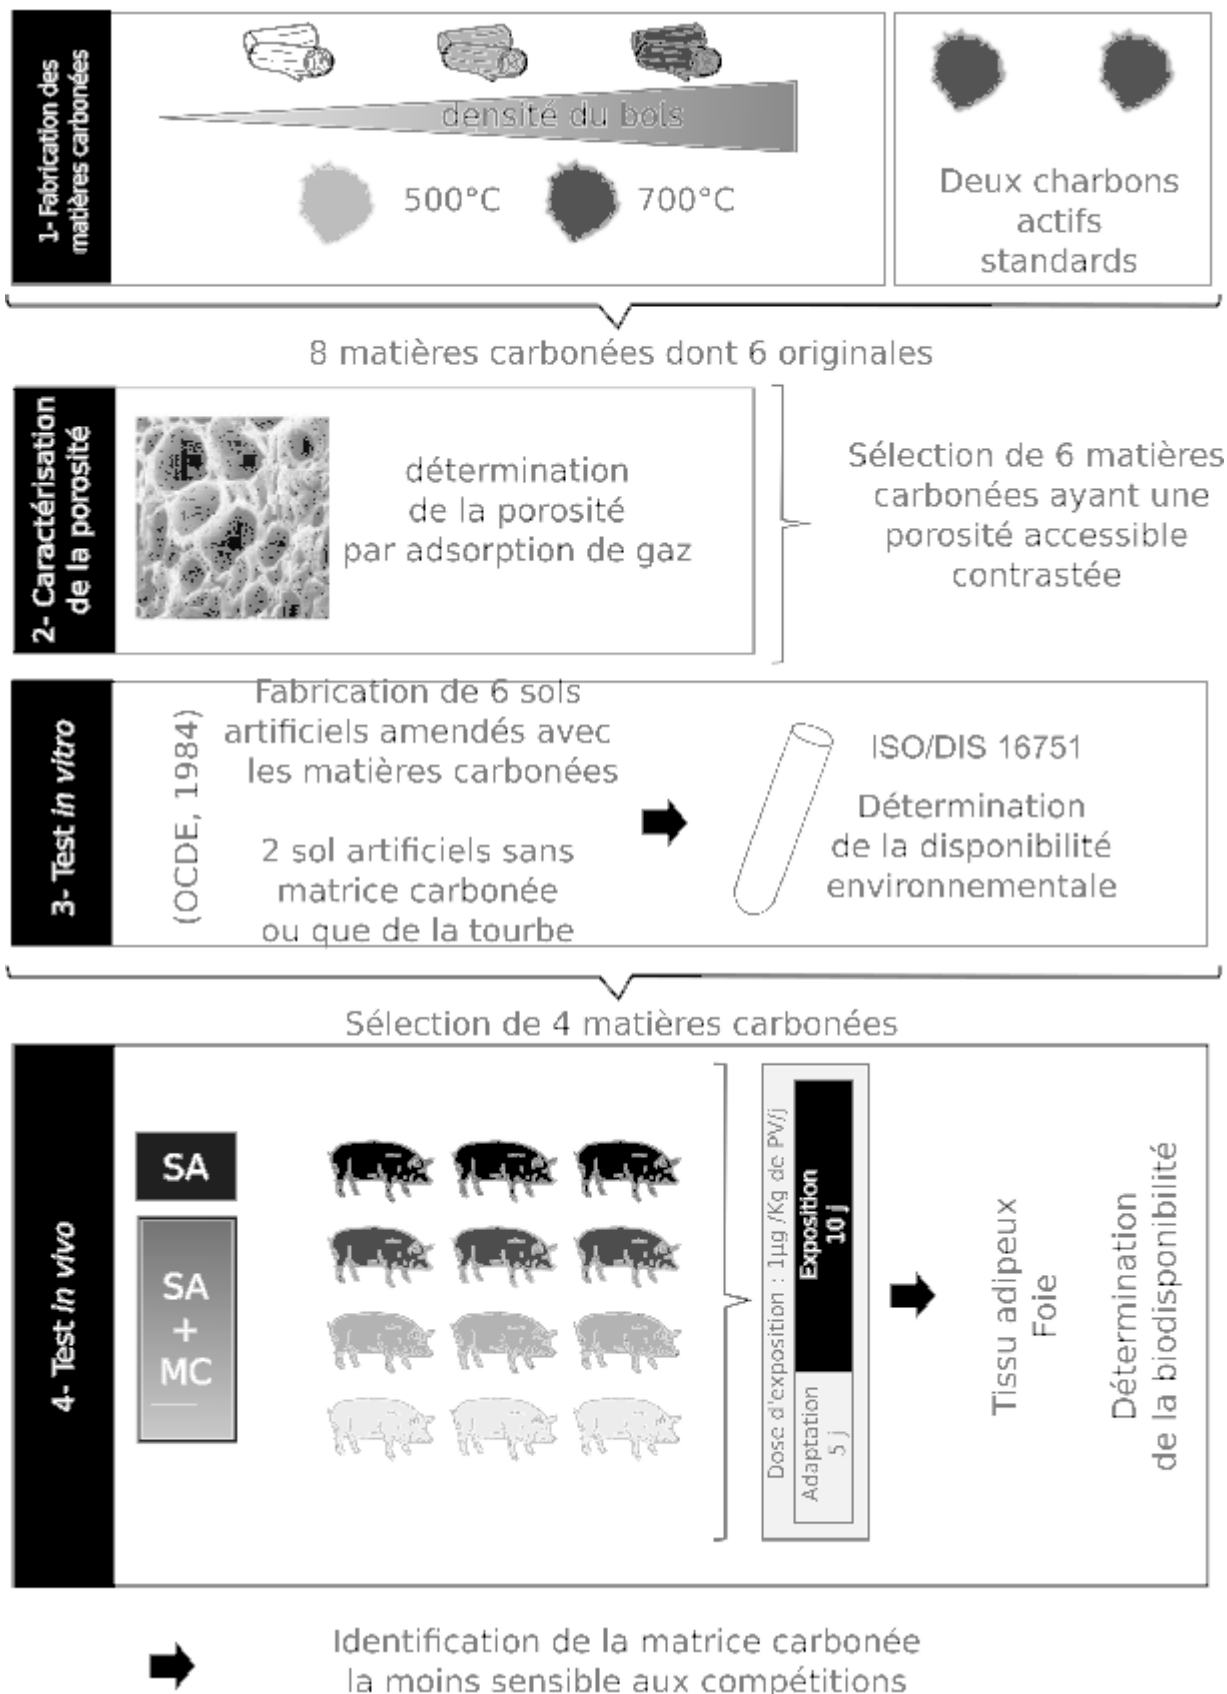 1- Fabrication des
matières carbonées
densité du bois
500°C
700°C
Deux charbons
actifs
standards
8 matières carbonées dont 6 originales
2- Caractérisation
de la porosité
détermination
de la porosité
par adsorption de gaz
Sélection de 6 matières
carbonées ayant une
porosité accessible
contrastée
3- Test in vitro
(OCDE, 1984)
Fabrication de 6 sols
artificiels amendés avec
les matières carbonées
2 sol artificiels sans
matrice carbonée
ou que de la tourbe
ISO/DIS 16751
Détermination
de la disponibilité
environnementale
Sélection de 4 matières carbonées
4- Test in vivo
SA
SA
+
MC
Dose d'exposition : 1µg /Kg de PV/j
Exposition
10 j
Adaptation
5 j
Tissu adipeux
Foie
Détermination
de la biodisponibilité
Identification de la matrice carbonée
la moins sensible aux compétitions